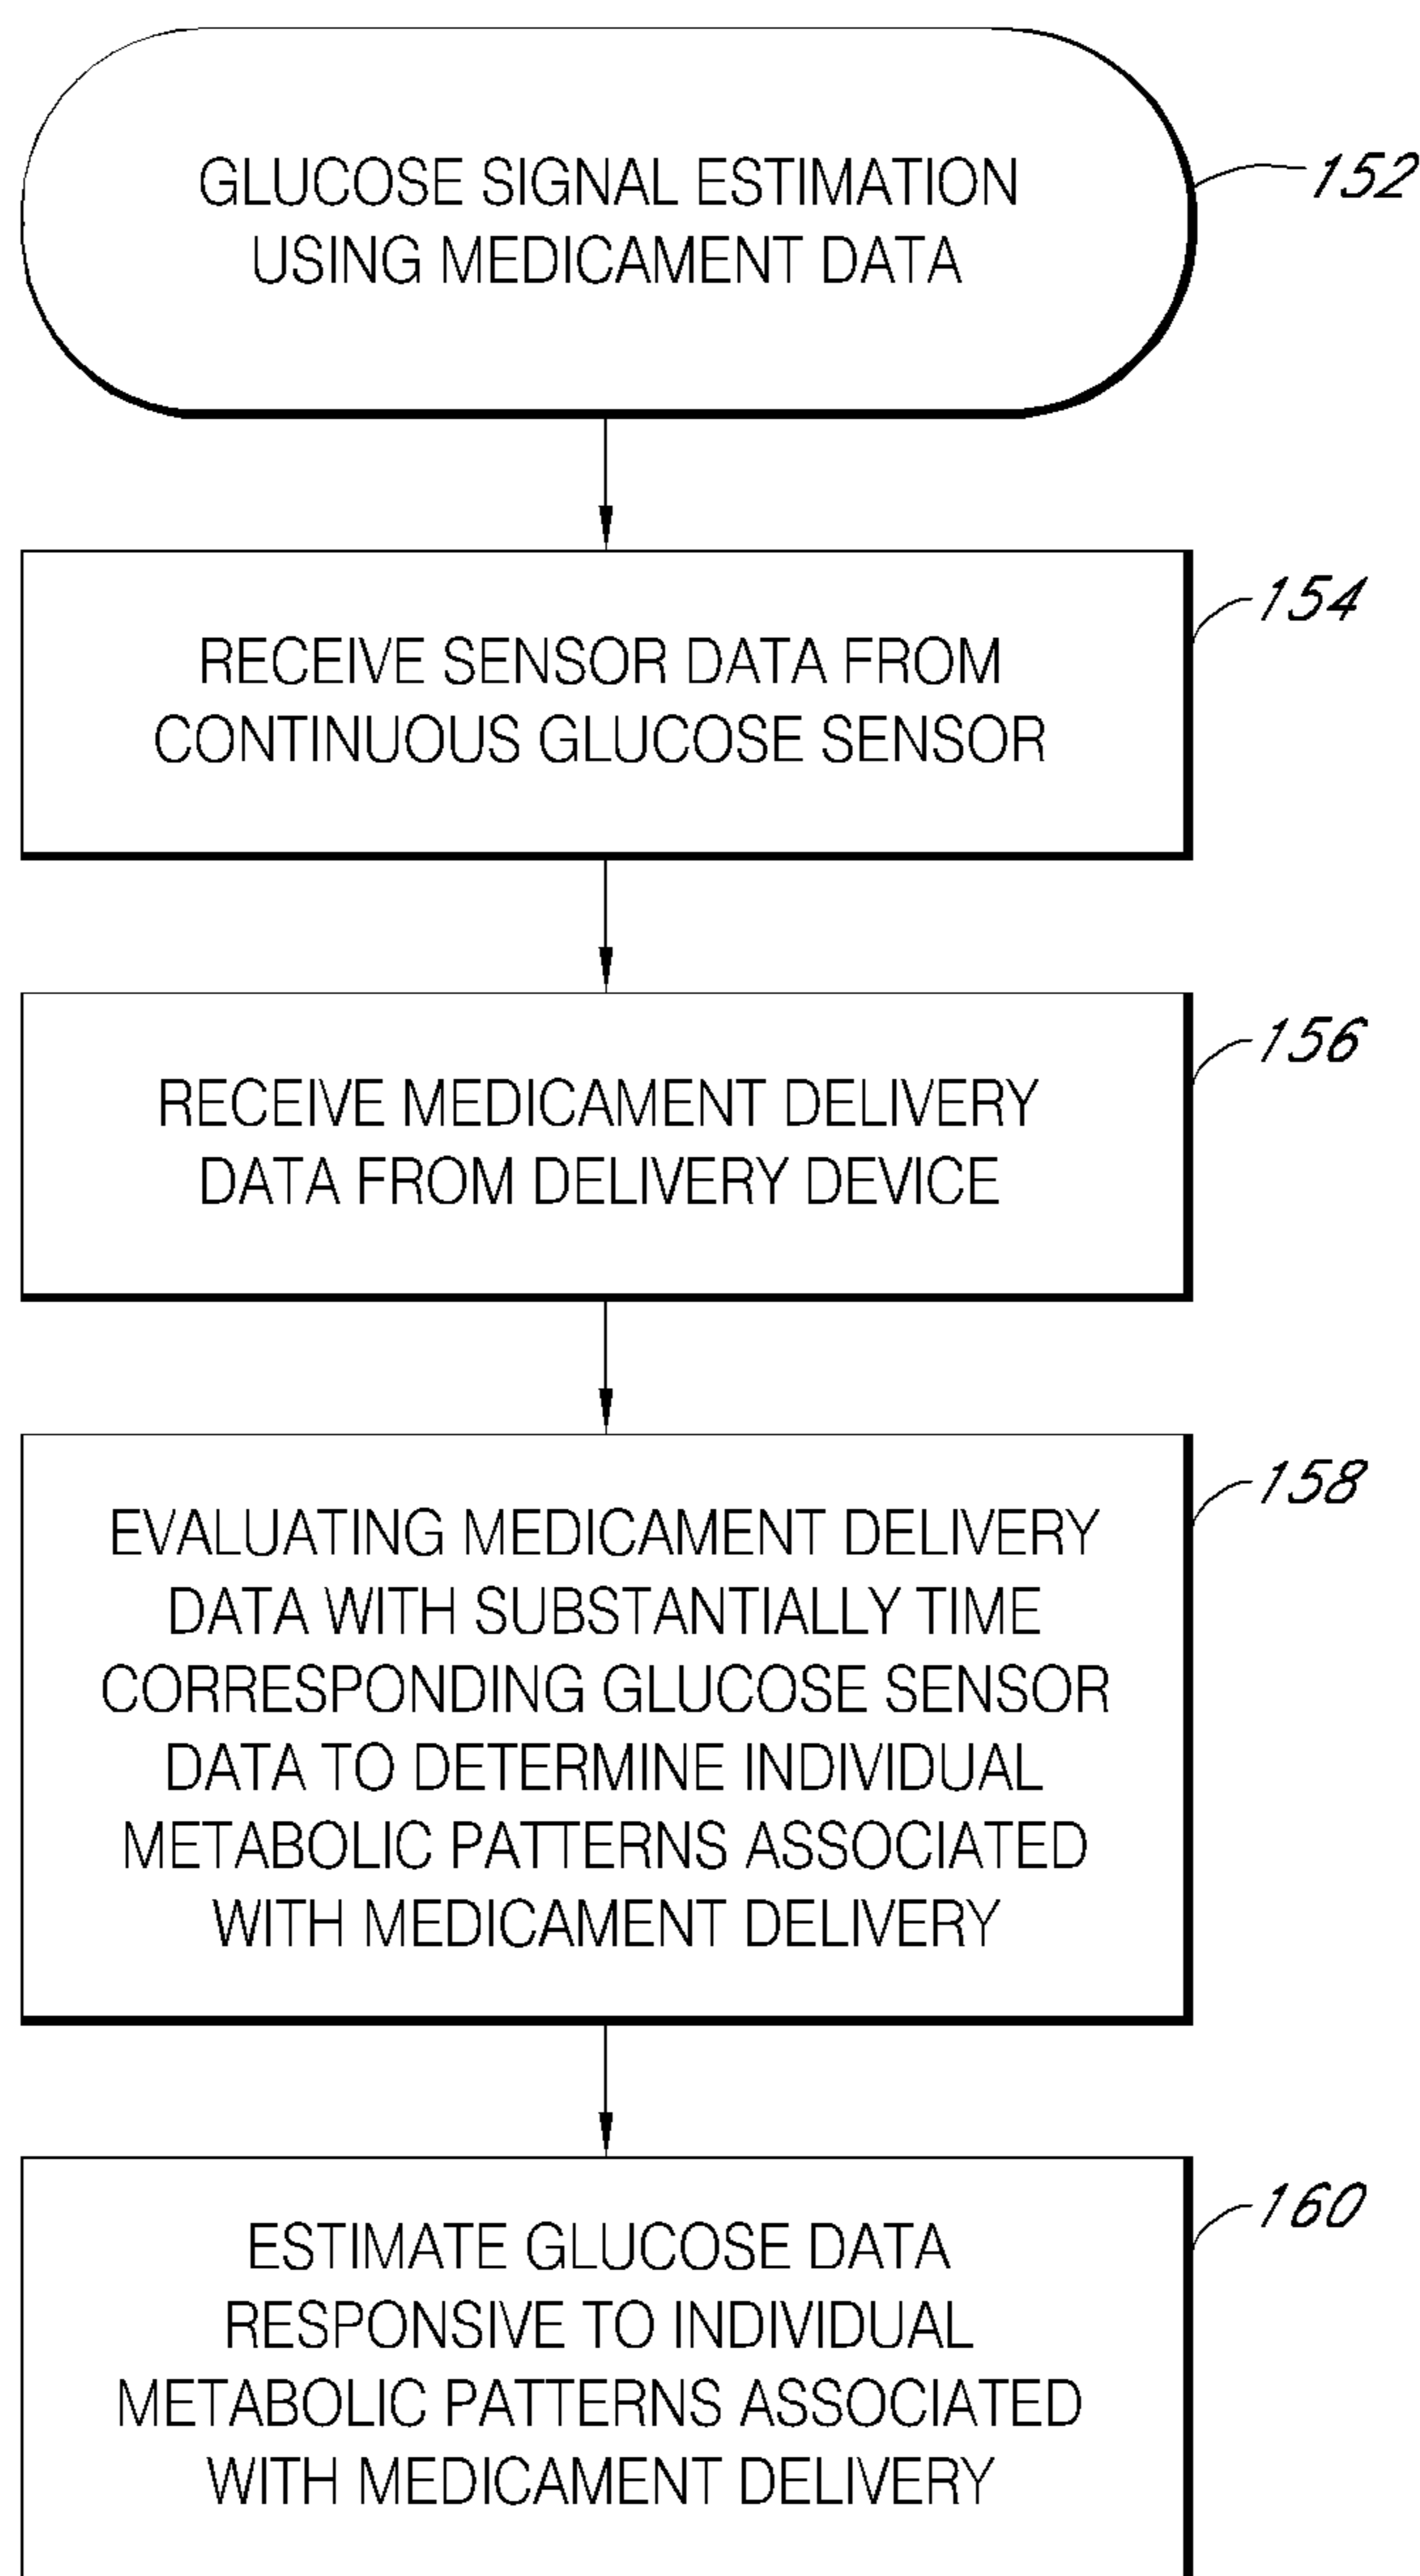 GLUCOSE SIGNAL ESTIMATION
USING MEDICAMENT DATA
152
RECEIVE SENSOR DATA FROM
CONTINUOUS GLUCOSE SENSOR
154
RECEIVE MEDICAMENT DELIVERY
DATA FROM DELIVERY DEVICE
156
EVALUATING MEDICAMENT DELIVERY
DATA WITH SUBSTANTIALLY TIME
CORRESPONDING GLUCOSE SENSOR
DATA TO DETERMINE INDIVIDUAL
METABOLIC PATTERNS ASSOCIATED
WITH MEDICAMENT DELIVERY
158
ESTIMATE GLUCOSE DATA
RESPONSIVE TO INDIVIDUAL
METABOLIC PATTERNS ASSOCIATED
WITH MEDICAMENT DELIVERY
160